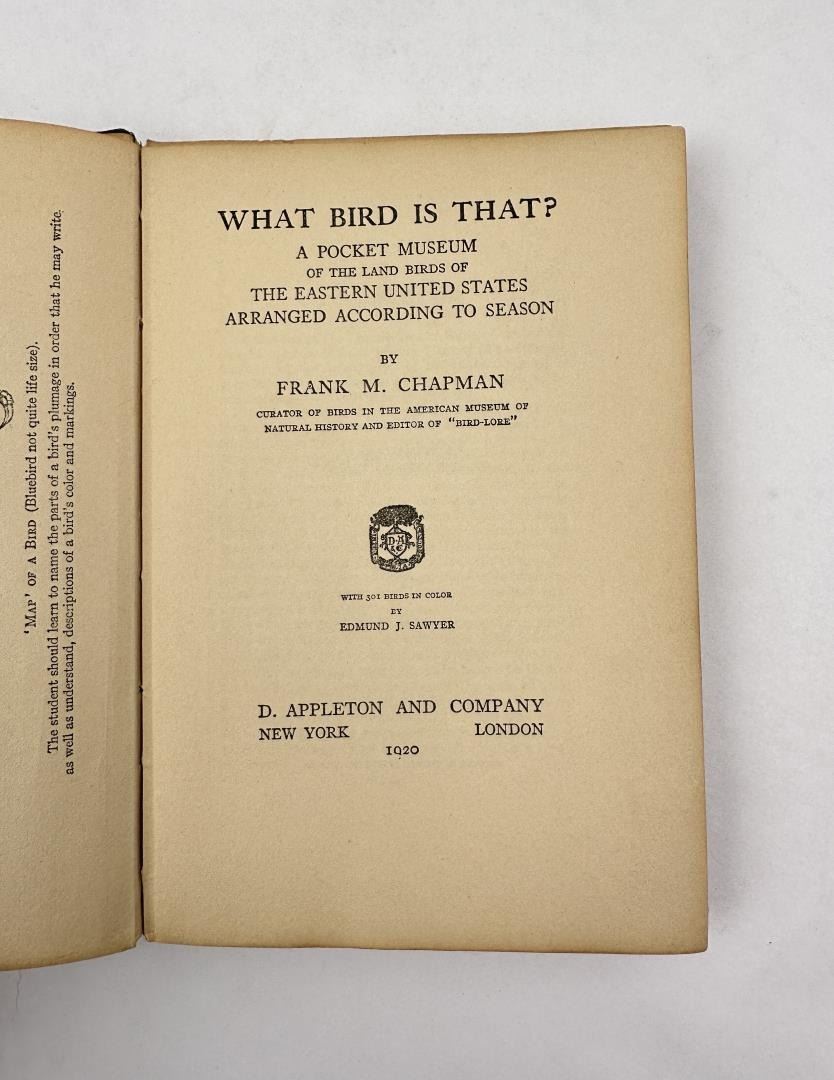 'MAP' OF A BIRD (Bluebird not quite life size).
The student should learn to name the parts of a bird's plumage in order that he may write,
as well as understand, descriptions of a bird's color and markings.
WHAT BIRD IS THAT?
A POCKET MUSEUM
OF THE LAND BIRDS OF
THE EASTERN UNITED STATES
ARRANGED ACCORDING TO SEASON
BY
FRANK M. CHAPMAN
CURATOR OF BIRDS IN THE AMERICAN MUSEUM OF
NATURAL HISTORY AND EDITOR OF "BIRD-LORE"
WITH 301 BIRDS IN COLOR
BY
EDMUND J. SAWYER
D. APPLETON AND COMPANY
NEW YORK LONDON
1920